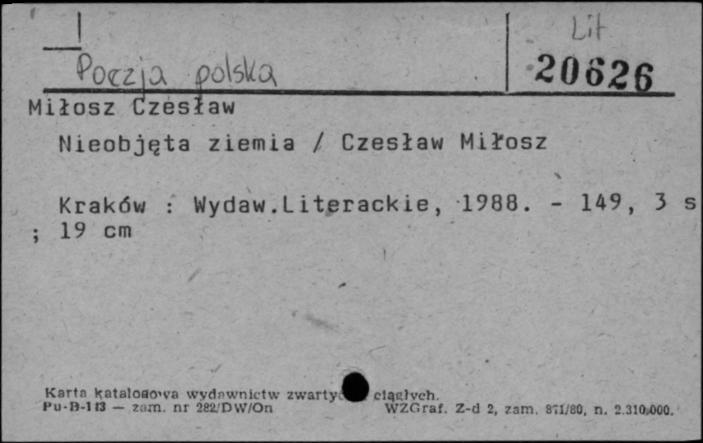 Lit
Poezja polska 20626
Miłosz Czesław
Nieobjęta ziemia / Czesław Miłosz
Kraków : Wydaw.Literackie, 1988. - 149, 3 s
; 19 cm
Karta katalogowa wydawnictw zwarty ciągłych.
Pu-B-113 — zam. nr 282/DW/On WZGraf. Z-d 2, zam. 871/80, n. 2.310.000.